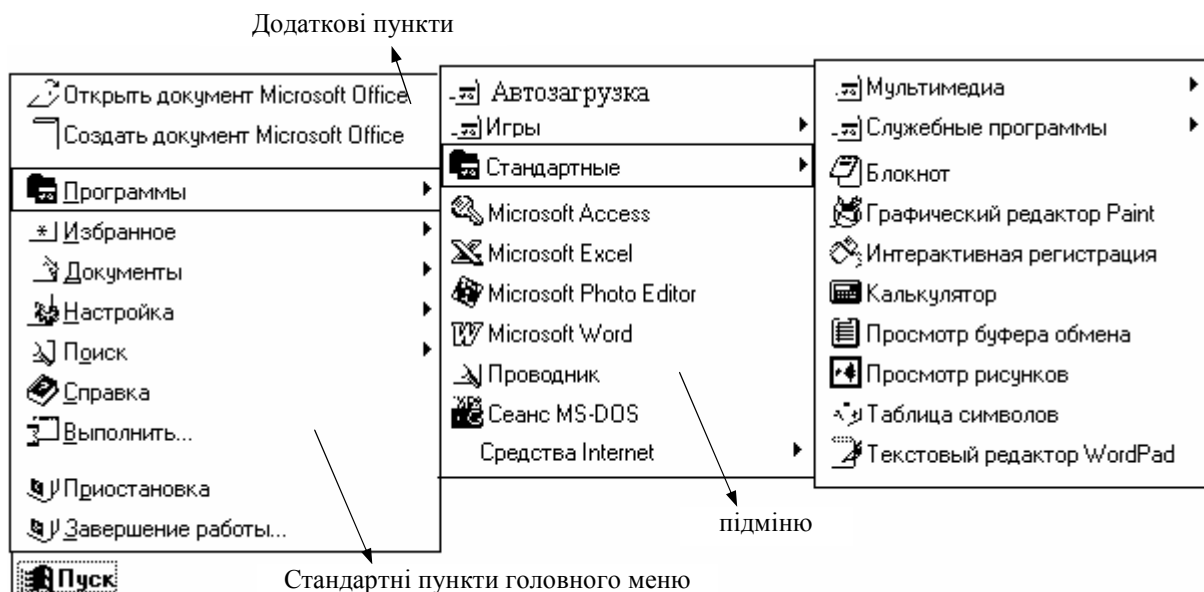 Додаткові пункти
Открыть документ Microsoft Office
Создать документ Microsoft Office
Программы
Избранное
Документы
Настройка
Поиск
Справка
Выполнить...
Приостановка
Завершение работы...
Пуск
Автозагрузка
Игры
Стандартные
Microsoft Access
Microsoft Excel
Microsoft Photo Editor
Microsoft Word
Проводник
Сеанс MS-DOS
Средства Internet
Мультимедиа
Служебные программы
Блокнот
Графический редактор Paint
Интерактивная регистрация
Калькулятор
Просмотр буфера обмена
Просмотр рисунков
Таблица символов
Текстовый редактор WordPad
підміню
Стандартні пункти головного меню